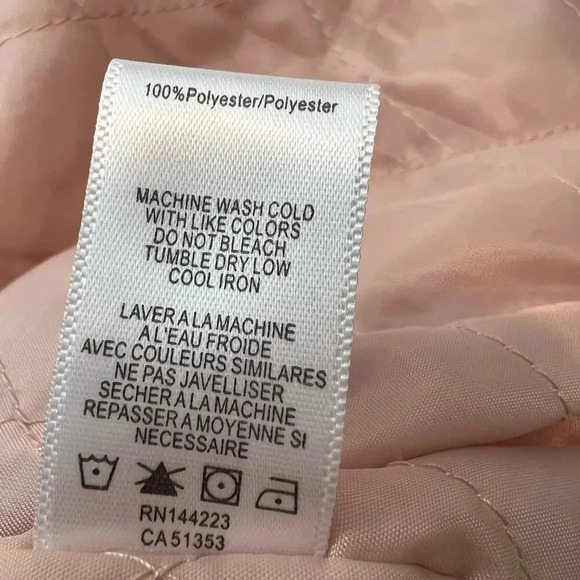 100%Polyester/Polyester
MACHINE WASH COLD
WITH LIKE COLORS
DO NOT BLEACH
TUMBLE DRY LOW
COOL IRON
LAVER A LA MACHINE
A L'EAU FROIDE
AVEC COULEURS SIMILARES
NE PAS JAVELLISER
SECHER A LA MACHINE
REPASSER A MOYENNE SI
NECESSAIRE
RN144223
CA51353